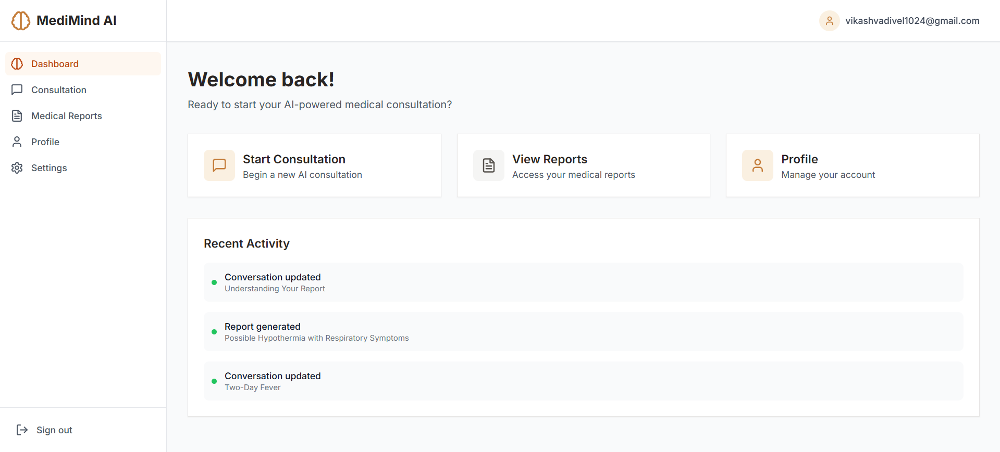 MediMind AI
vikashvadivel1024@gmail.com
Dashboard
Consultation
Medical Reports
Profile
Settings
Sign out
Welcome back!
Ready to start your AI-powered medical consultation?
Start Consultation
Begin a new AI consultation
View Reports
Access your medical reports
Profile
Manage your account
Recent Activity
Conversation updated
Understanding Your Report
Report generated
Possible Hypothermia with Respiratory Symptoms
Conversation updated
Two-Day Fever